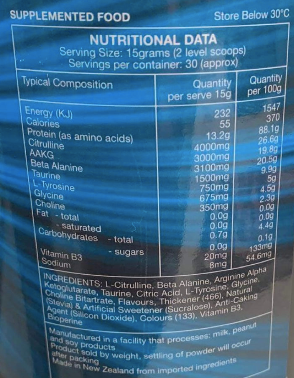 SUPPLEMENTED FOOD Store Below 30°C
NUTRITIONAL DATA
Serving Size: 15grams (2 level scoops)
Servings per container: 30 (approx)
Typical Composition Quantity per serve 15g Quantity per 100g
Energy (KJ) 232 1547
Calories 55 370
Protein (as amino acids) 13.2g 88.1g
Citrulline 4000mg 26.6g
AAKG 3000mg 19.8g
Beta Alanine 3100mg 20.5g
Taurine 1500mg 9.9g
L-Tyrosine 750mg 5g
Glycine 675mg 4.5g
Choline 350mg 2.3g
Fat - total 0.0g 0.0g
- saturated 0.0g 0.0g
Carbohydrates - total 0.7g 4.4g
- sugars 0.0g 0.1g
Vitamin B3 20mg 133mg
Sodium 8mg 54.6mg
INGREDIENTS: L-Citrulline, Beta Alanine, Arginine Alpha
Ketoglutarate, Taurine, Citric Acid, L-Tyrosine, Glycine,
Choline Bitartrate, Flavours, Thickener (466), Natural
(Stevia) & Artificial Sweetener (Sucralose), Anti-Caking
Agent (Silicon Dioxide), Colours (133), Vitamin B3,
Bioperine
Manufactured in a facility that processes: milk, peanut
and soy products
Product sold by weight, settling of powder will occur
after packing
Made in New Zealand from imported ingredients